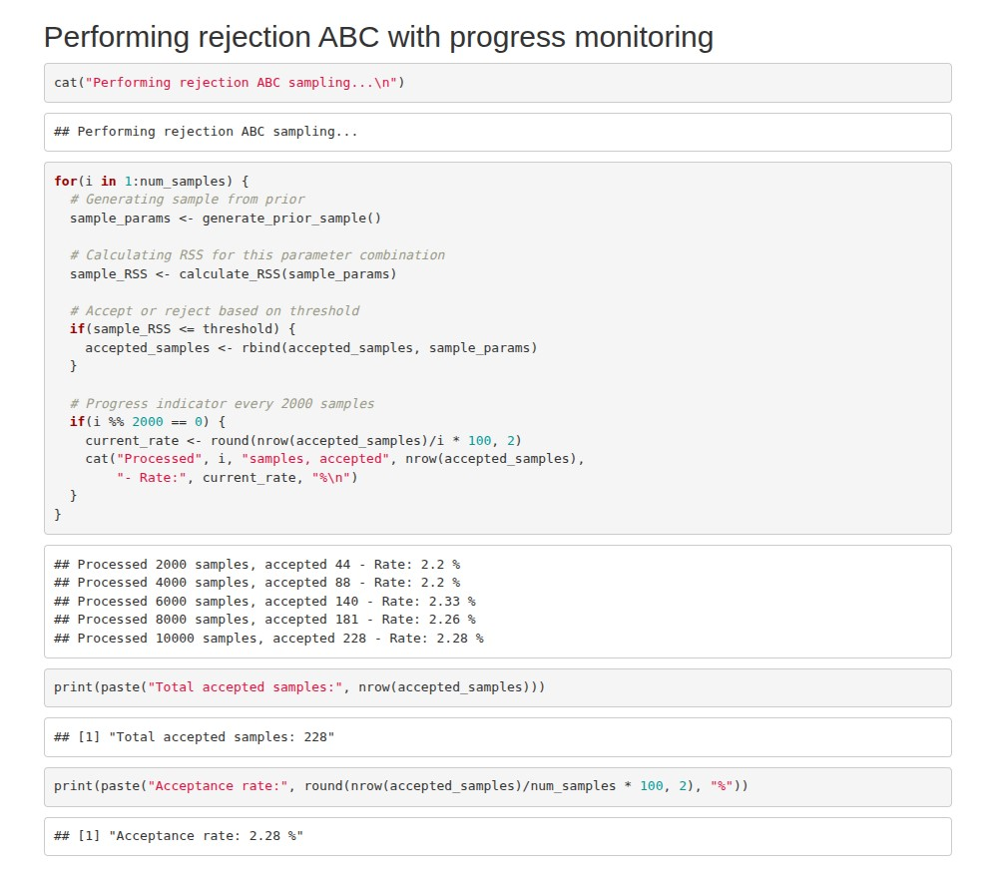 Performing rejection ABC with progress monitoring
cat("Performing rejection ABC sampling...\n")
## Performing rejection ABC sampling...
for(i in 1:num_samples) {
  # Generating sample from prior
  sample_params <- generate_prior_sample()

  # Calculating RSS for this parameter combination
  sample_RSS <- calculate_RSS(sample_params)

  # Accept or reject based on threshold
  if(sample_RSS <= threshold) {
    accepted_samples <- rbind(accepted_samples, sample_params)
  }

  # Progress indicator every 2000 samples
  if(i %% 2000 == 0) {
    current_rate <- round(nrow(accepted_samples)/i * 100, 2)
    cat("Processed", i, "samples, accepted", nrow(accepted_samples),
        "- Rate:", current_rate, "%\n")
  }
}
## Processed 2000 samples, accepted 44 - Rate: 2.2 %
## Processed 4000 samples, accepted 88 - Rate: 2.2 %
## Processed 6000 samples, accepted 140 - Rate: 2.33 %
## Processed 8000 samples, accepted 181 - Rate: 2.26 %
## Processed 10000 samples, accepted 228 - Rate: 2.28 %
print(paste("Total accepted samples:", nrow(accepted_samples)))
## [1] "Total accepted samples: 228"
print(paste("Acceptance rate:", round(nrow(accepted_samples)/num_samples * 100, 2), "%"))
## [1] "Acceptance rate: 2.28 %"